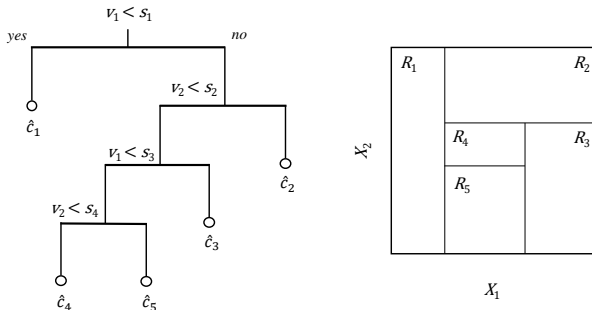 v₁ < s₁
yes
no
v₂ < s₂
ĉ₁
v₁ < s₃
ĉ₂
v₂ < s₄
ĉ₃
ĉ₄
ĉ₅
R₁
R₂
R₄
R₃
R₅
X₂
X₁